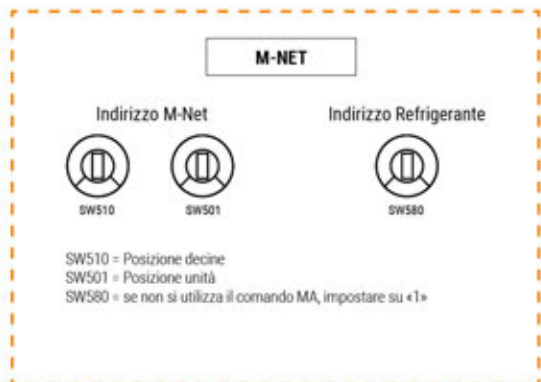 M-NET
Indirizzo M-Net
Indirizzo Refrigerante
SW510
SW501
SW580
SW510 = Posizione decine
SW501 = Posizione unità
SW580 = se non si utilizza il comando MA, impostare su «1»